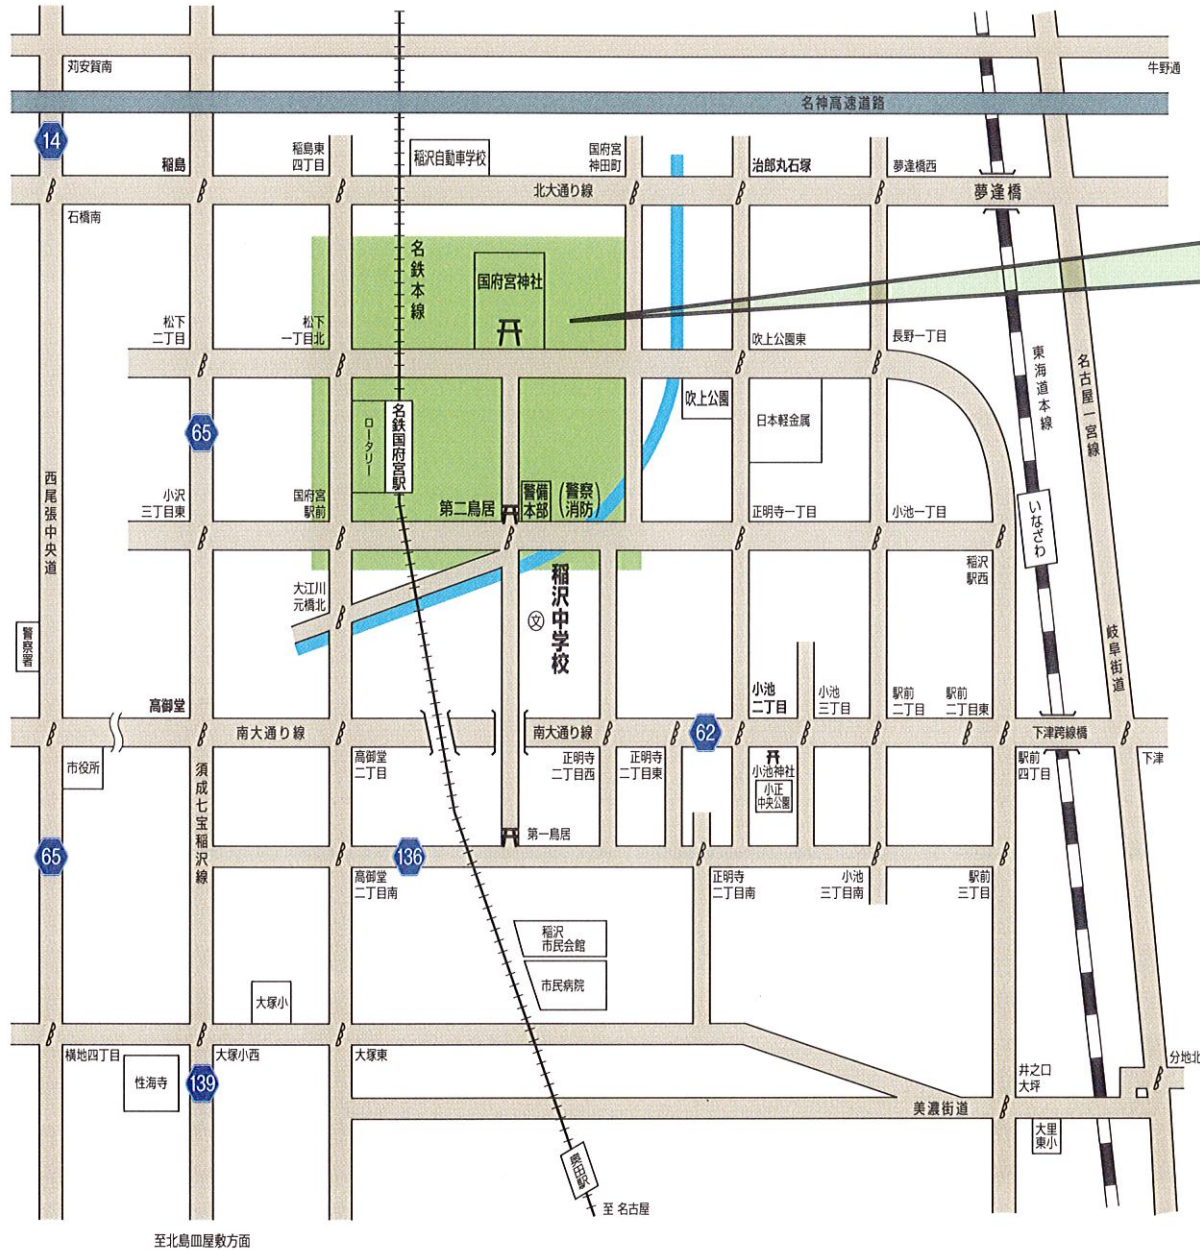 苅安賀南
牛野通
名神高速道路
14
稲島
稲島東
四丁目
稲沢自動車学校
国府宮
神田町
治郎丸石塚
夢逢橋西
北大通り線
夢逢橋
石橋南
名鉄本線
国府宮神社
松下
二丁目
松下
一丁目北
吹上公園東
長野一丁目
東海道本線
名古屋一宮線
65
ロータリー
名鉄国府宮駅
吹上公園
日本軽金属
西尾張中央道
小沢
三丁目東
国府宮
駅前
第二鳥居
警備
本部
(警察
消防)
正明寺一丁目
小池一丁目
いなざわ
稲沢
駅西
大江川
元橋北
稲沢中学校
文
警察署
岐阜街道
高御堂
小池
二丁目
小池
三丁目
駅前
二丁目
駅前
二丁目東
南大通り線
南大通り線
62
下津跨線橋
市役所
高御堂
二丁目
正明寺
二丁目西
正明寺
二丁目東
小池神社
小正
中央公園
駅前
四丁目
下津
須成七宝稲沢線
第一鳥居
65
136
高御堂
二丁目南
正明寺
二丁目南
小池
三丁目南
駅前
三丁目
稲沢
市民会館
市民病院
大塚小
横地四丁目
大塚小西
大塚東
性海寺
139
井之口
大坪
分地北
美濃街道
大里
東小
奥田駅
至 名古屋
至北島皿屋敷方面